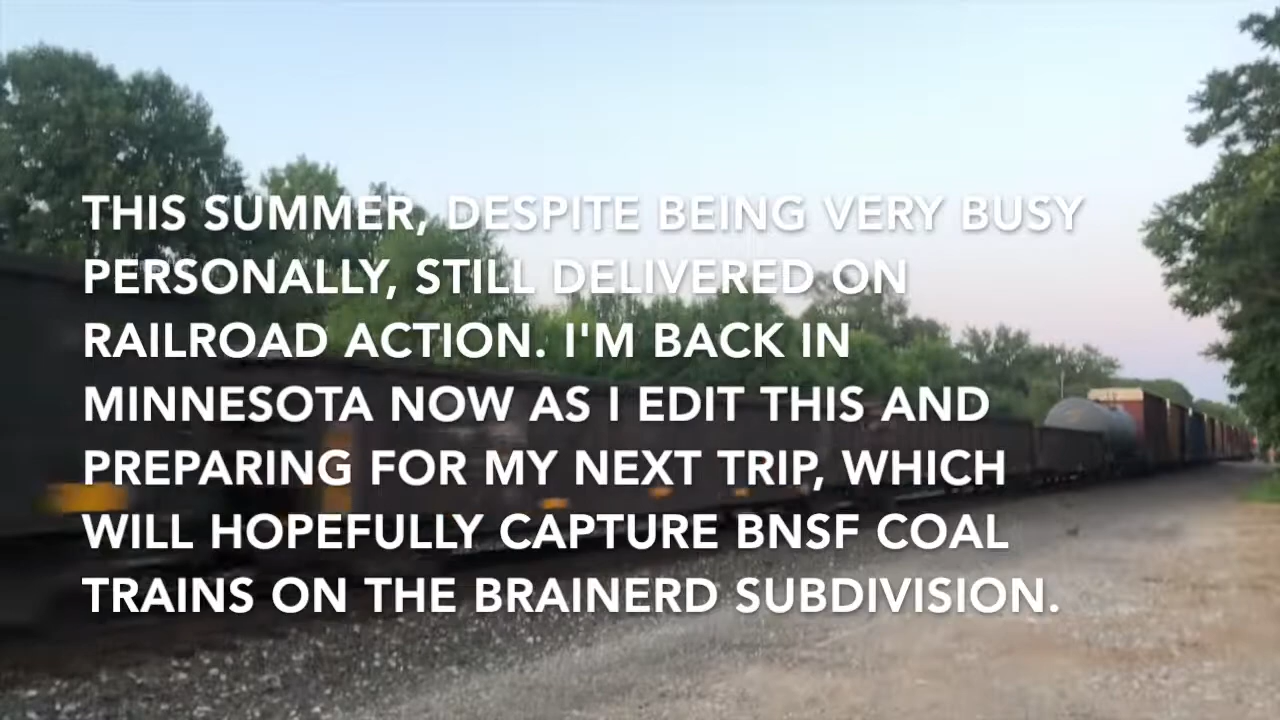 THIS SUMMER, DESPITE BEING VERY BUSY
PERSONALLY, STILL DELIVERED ON
RAILROAD ACTION. I'M BACK IN
MINNESOTA NOW AS I EDIT THIS AND
PREPARING FOR MY NEXT TRIP, WHICH
WILL HOPEFULLY CAPTURE BNSF COAL
TRAINS ON THE BRAINERD SUBDIVISION.